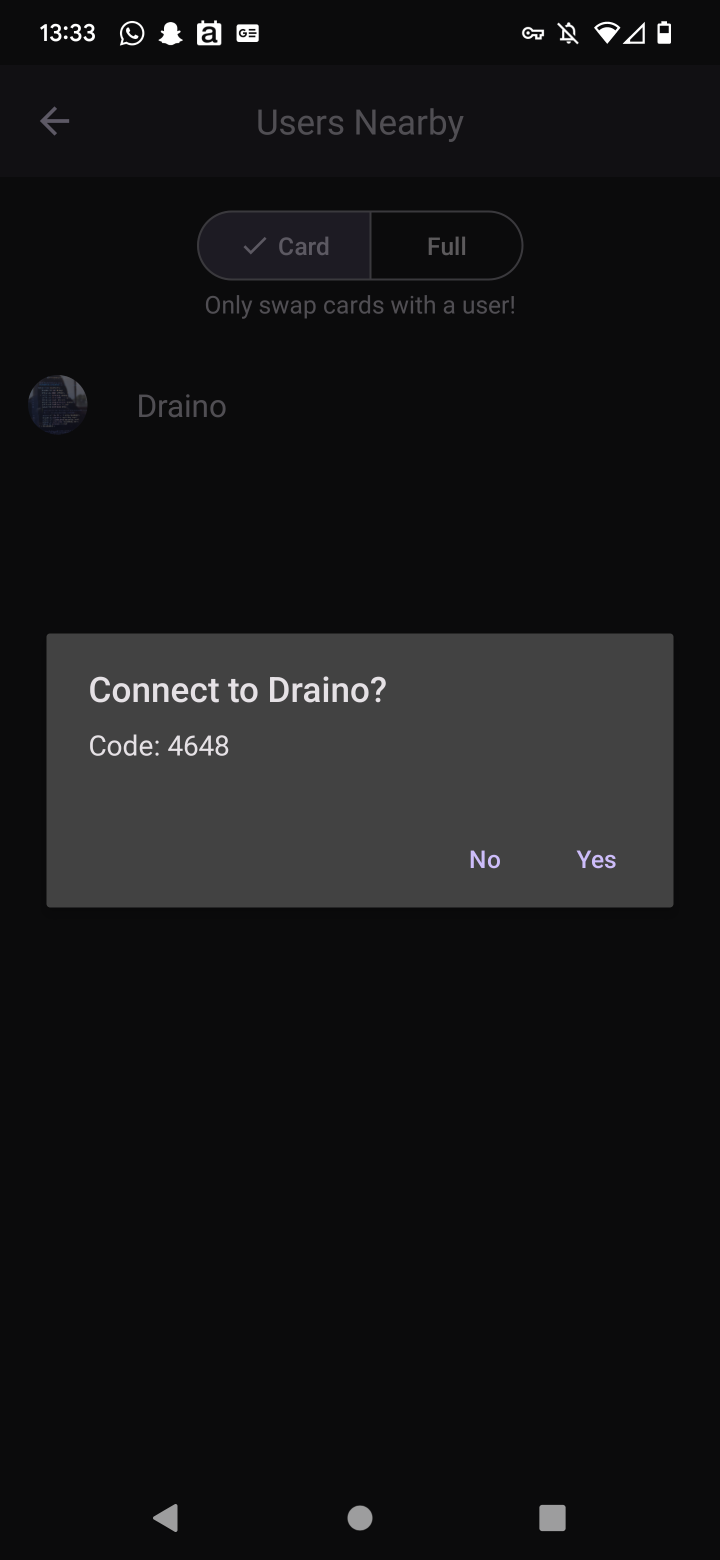 13:33
Users Nearby
Card
Full
Only swap cards with a user!
Draino
Connect to Draino?
Code: 4648
No
Yes